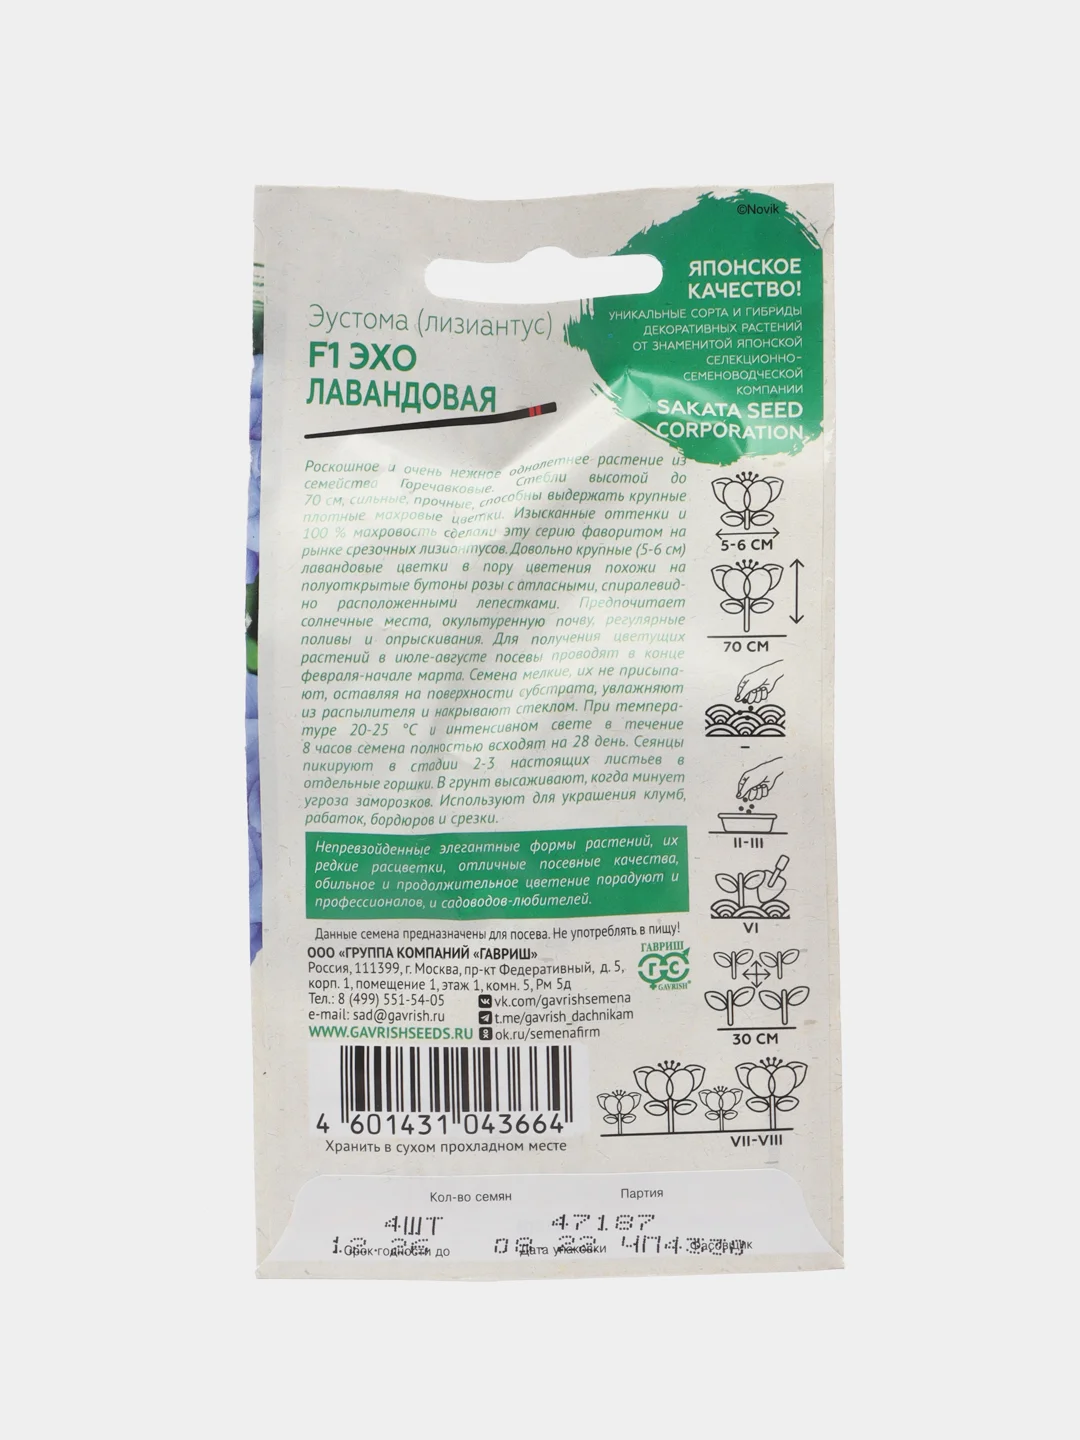 ©Novik
ЯПОНСКОЕ
КАЧЕСТВО!
УНИКАЛЬНЫЕ СОРТА И ГИБРИДЫ
ДЕКОРАТИВНЫХ РАСТЕНИЙ
ОТ ЗНАМЕНИТОЙ ЯПОНСКОЙ
СЕЛЕКЦИОННО-
СЕМЕНОВОДЧЕСКОЙ
КОМПАНИИ
SAKATA SEED
CORPORATION
Эустома (лизиантус)
F1 ЭХО
ЛАВАНДОВАЯ
Роскошное и очень нежное однолетнее растение из
семейства Горечавковые. Стебли высотой до
70 см, сильные, прочные, способны выдержать крупные
плотные махровые цветки. Изысканные оттенки и
100 % махровость сделали эту серию фаворитом на
рынке срезочных лизиантусов. Довольно крупные (5-6 см)
лавандовые цветки в пору цветения похожи на
полуоткрытые бутоны розы с атласными, спиралевид-
но расположенными лепестками. Предпочитает
солнечные места, окультуренную почву, регулярные
поливы и опрыскивания. Для получения цветущих
растений в июле-августе посевы проводят в конце
февраля-начале марта. Семена мелкие, их не присыпа-
ют, оставляя на поверхности субстрата, увлажняют
из распылителя и накрывают стеклом. При темпера-
туре 20-25 °С и интенсивном свете в течение
8 часов семена полностью всходят на 28 день. Сеянцы
пикируют в стадии 2-3 настоящих листьев в
отдельные горшки. В грунт высаживают, когда минует
угроза заморозков. Используют для украшения клумб,
рабаток, бордюров и срезки.
Непревзойденные элегантные формы растений, их
редкие расцветки, отличные посевные качества,
обильное и продолжительное цветение порадуют и
профессионалов, и садоводов-любителей.
5-6 СМ
70 СМ
–
II-III
VI
30 СМ
VII-VIII
Данные семена предназначены для посева. Не употреблять в пищу!
ООО «ГРУППА КОМПАНИЙ «ГАВРИШ»
Россия, 111399, г. Москва, пр-кт Федеративный, д. 5,
корп. 1, помещение 1, этаж 1, комн. 5, Рм 5д
Тел.: 8 (499) 551-54-05
vk.com/gavrishsemena
e-mail: sad@gavrish.ru
t.me/gavrish_dachnikam
WWW.GAVRISHSEEDS.RU
ok.ru/semenafirm
ГАВРИШ
Г-С
GAVRISH®
4 601431 043664
Хранить в сухом прохладном месте
Кол-во семян
Партия
4ШТ
47187
12.26
08.23
Срок годности до
Дата упаковки
Фасовщик